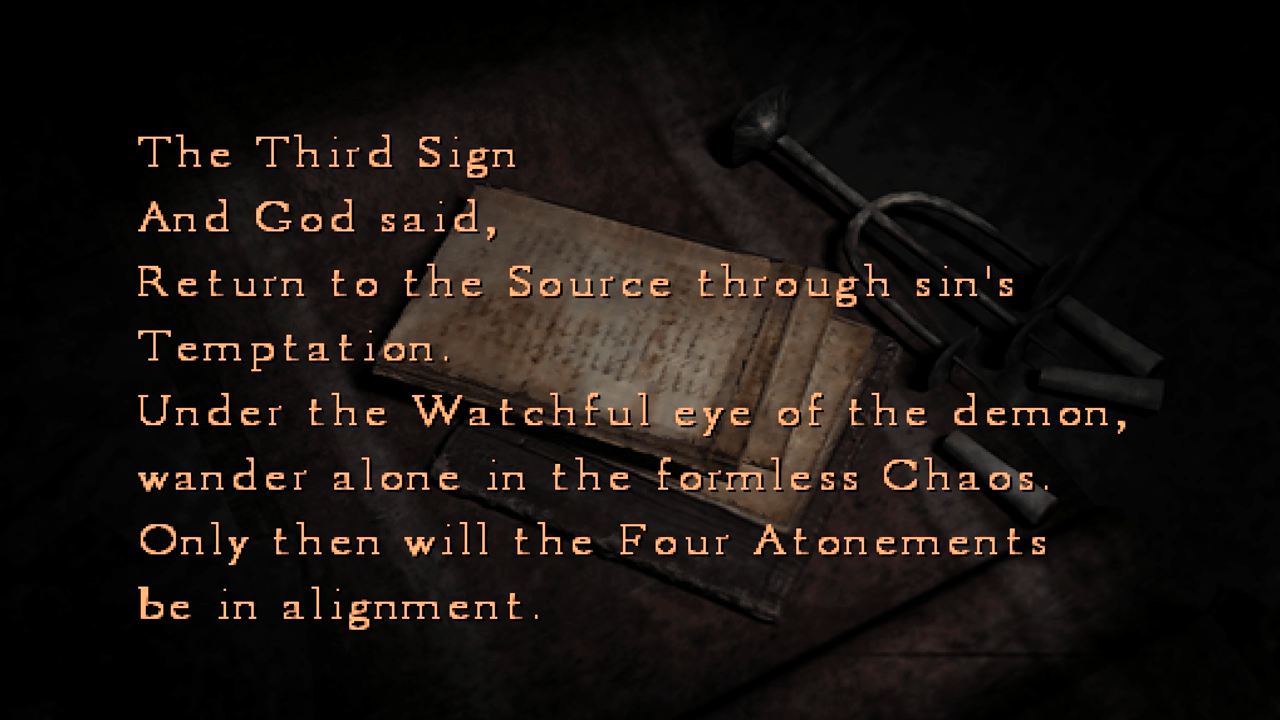 The Third Sign
And God said,
Return to the Source through sin's
Temptation.
Under the Watchful eye of the demon,
wander alone in the formless Chaos.
Only then will the Four Atonements
be in alignment.